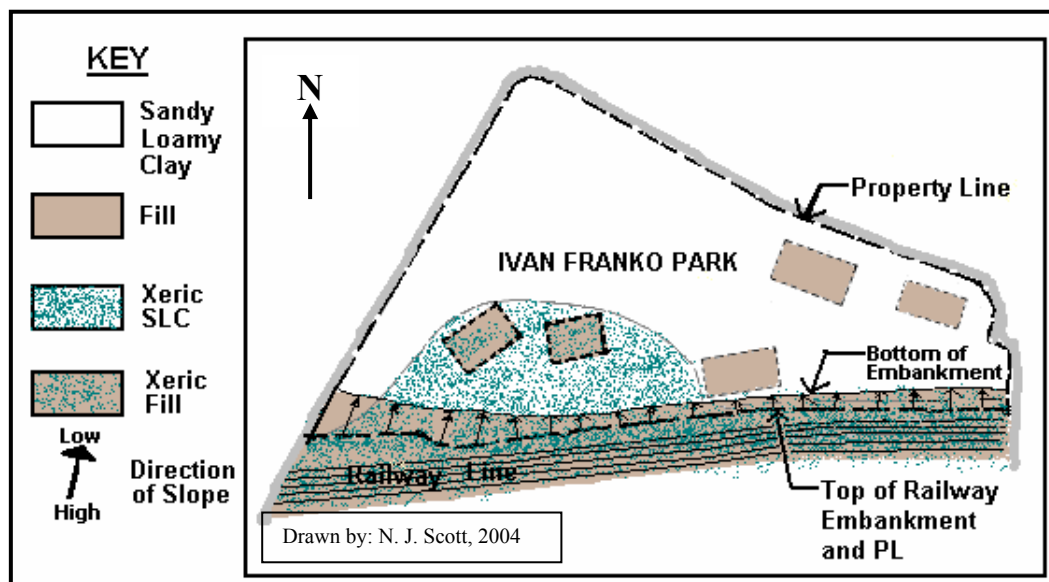 KEY
Sandy
Loamy
Clay
Fill
Xeric
SLC
Xeric
Fill
Low
Direction
of Slope
High
N
Property Line
IVAN FRANKO PARK
Bottom of
Embankment
Railway Line
Top of Railway
Embankment
and PL
Drawn by: N. J. Scott, 2004